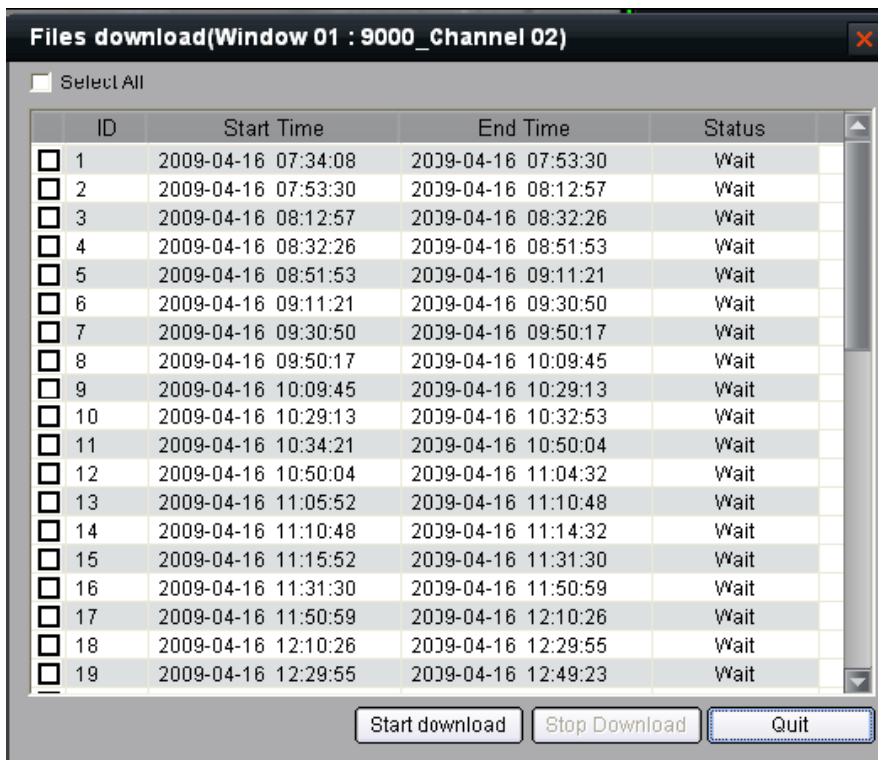 Files download(Window 01 : 9000_Channel 02)
Select All
ID Start Time End Time Status
1 2009-04-16 07:34:08 2009-04-16 07:53:30 Wait
2 2009-04-16 07:53:30 2009-04-16 08:12:57 Wait
3 2009-04-16 08:12:57 2009-04-16 08:32:26 Wait
4 2009-04-16 08:32:26 2009-04-16 08:51:53 Wait
5 2009-04-16 08:51:53 2009-04-16 09:11:21 Wait
6 2009-04-16 09:11:21 2009-04-16 09:30:50 Wait
7 2009-04-16 09:30:50 2009-04-16 09:50:17 Wait
8 2009-04-16 09:50:17 2009-04-16 10:09:45 Wait
9 2009-04-16 10:09:45 2009-04-16 10:29:13 Wait
10 2009-04-16 10:29:13 2009-04-16 10:32:53 Wait
11 2009-04-16 10:34:21 2009-04-16 10:50:04 Wait
12 2009-04-16 10:50:04 2009-04-16 11:04:32 Wait
13 2009-04-16 11:05:52 2009-04-16 11:10:48 Wait
14 2009-04-16 11:10:48 2009-04-16 11:14:32 Wait
15 2009-04-16 11:15:52 2009-04-16 11:31:30 Wait
16 2009-04-16 11:31:30 2009-04-16 11:50:59 Wait
17 2009-04-16 11:50:59 2009-04-16 12:10:26 Wait
18 2009-04-16 12:10:26 2009-04-16 12:29:55 Wait
19 2009-04-16 12:29:55 2009-04-16 12:49:23 Wait
Start download Stop Download Quit